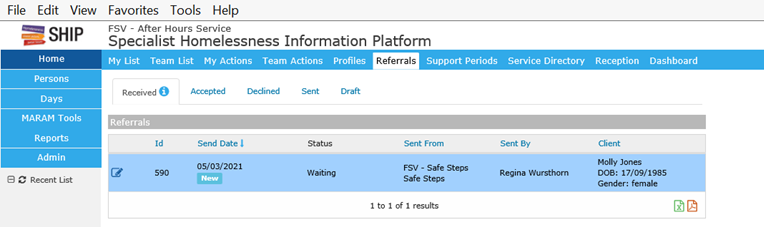 File Edit View Favorites Tools Help
SHIP
FSV - After Hours Service
Specialist Homelessness Information Platform
Home
My List Team List My Actions Team Actions Profiles Referrals Support Periods Service Directory Reception Dashboard
Persons
Days
MARAM Tools
Reports
Admin
Recent List
Received Accepted Declined Sent Draft
Referrals
Id Send Date Status Sent From Sent By Client
590 05/03/2021 Waiting FSV - Safe Steps Regina Wursthorn Molly Jones
New Safe Steps DOB: 17/09/1985
Gender: female
1 to 1 of 1 results